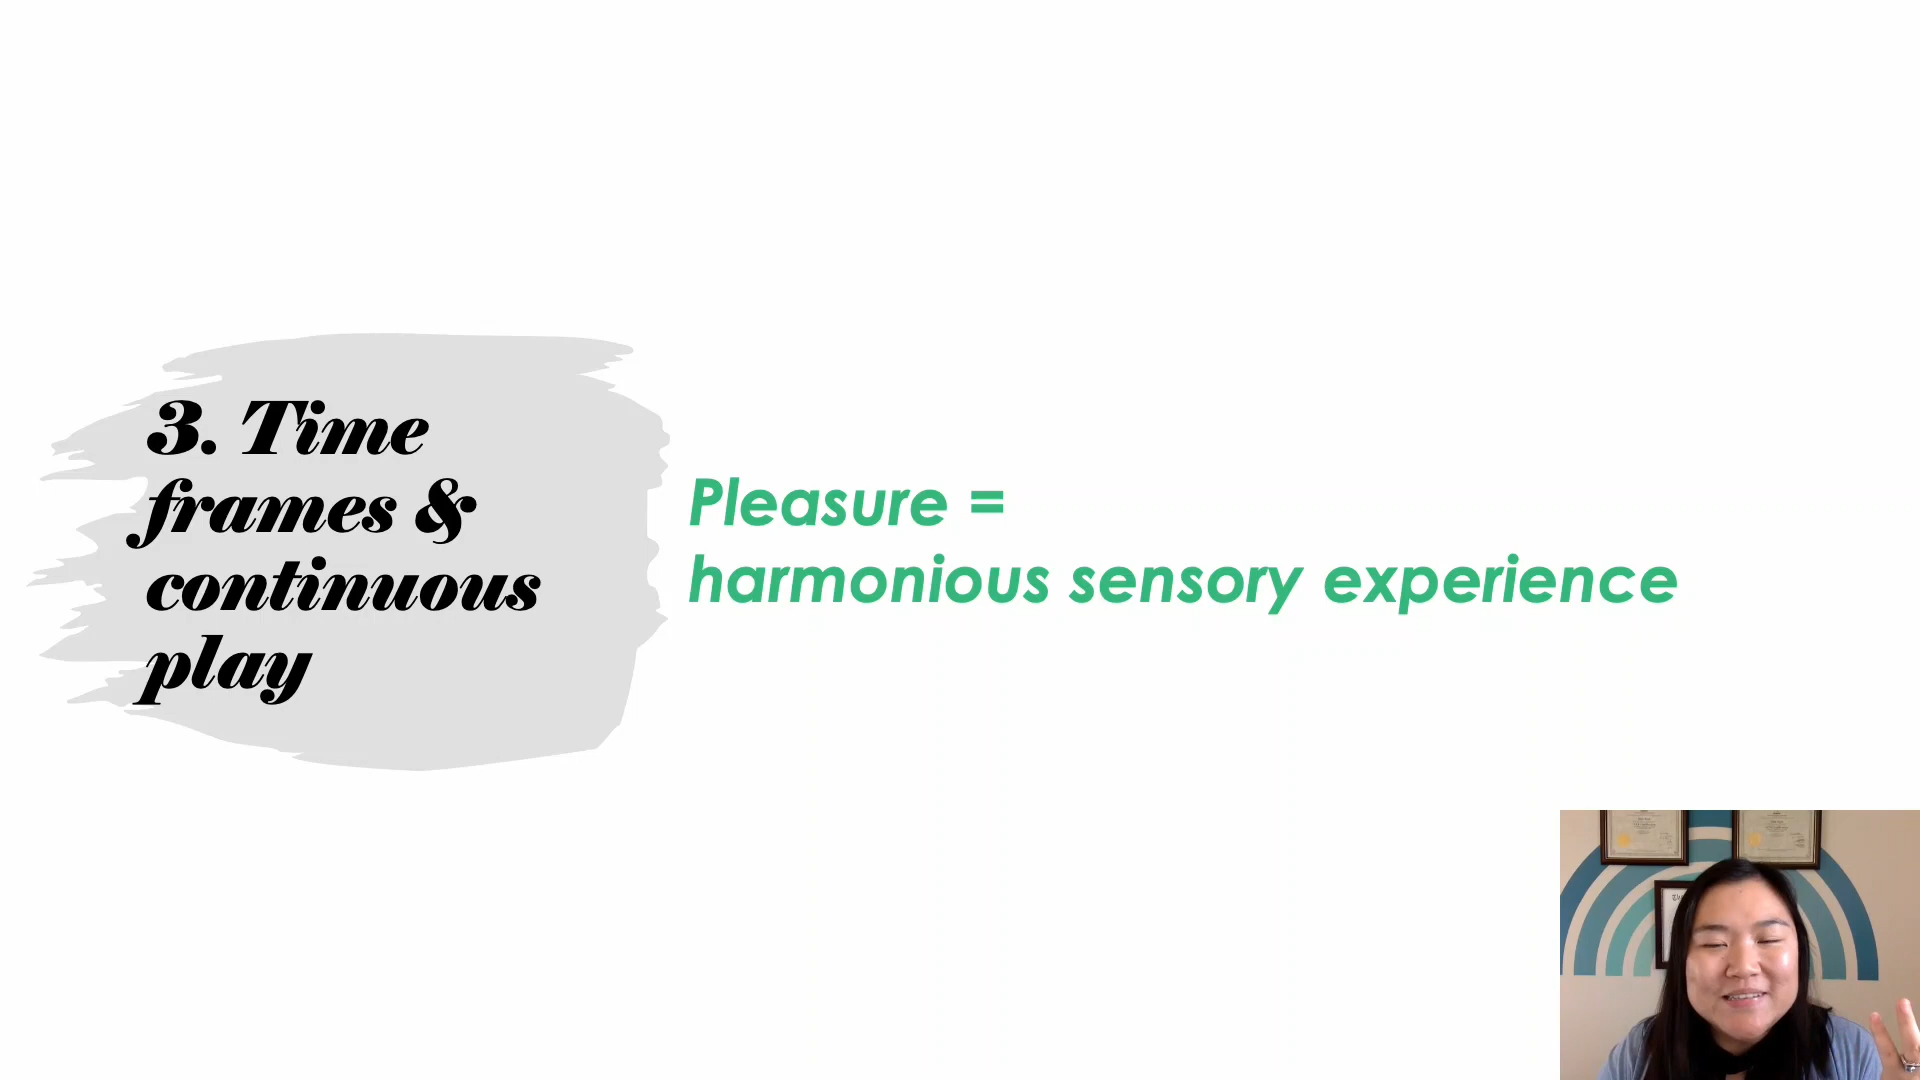 3. Time
frames &
continuous
play
Pleasure =
harmonious sensory experience